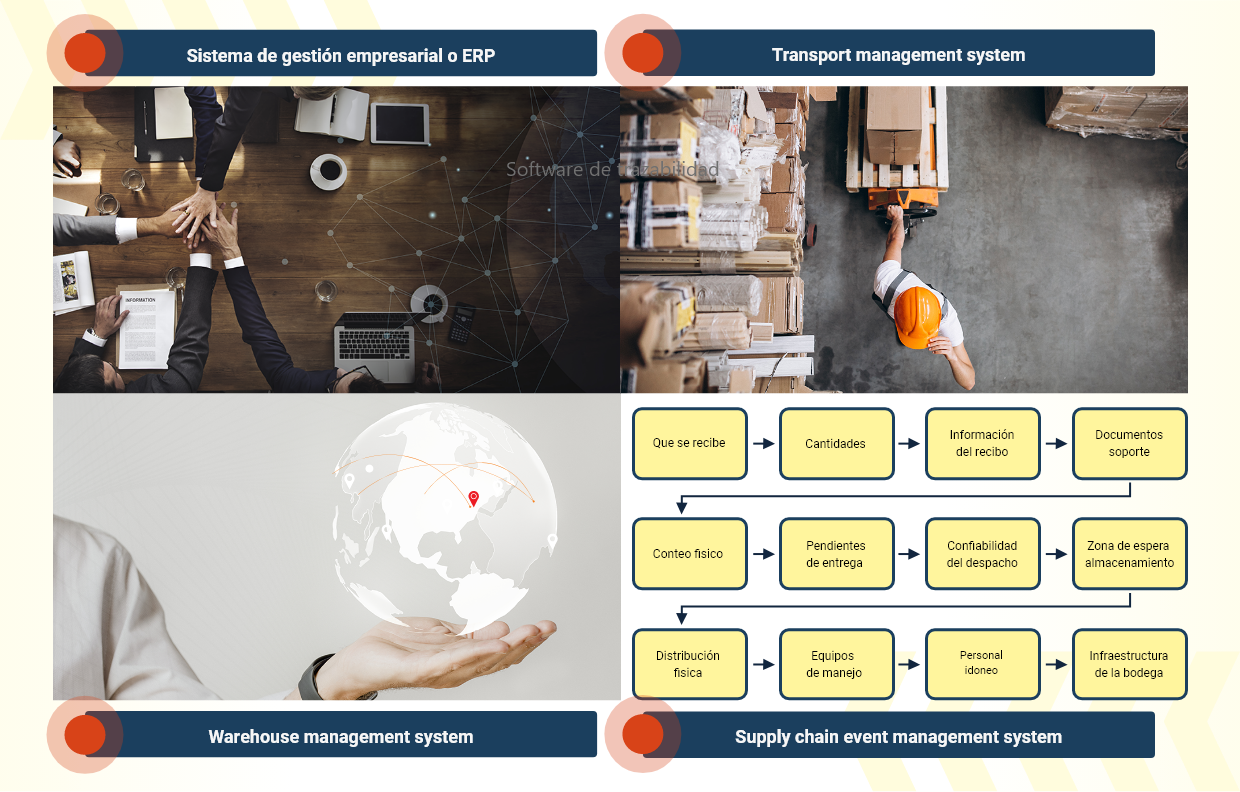 Sistema de gestión empresarial o ERP
Transport management system
Software de trazabilidad
INFORMATION
Que se recibe
Cantidades
Información
del recibo
Documentos
soporte
Conteo fisico
Pendientes
de entrega
Confiabilidad
del despacho
Zona de espera
almacenamiento
Distribución
fisica
Equipos
de manejo
Personal
idoneo
Infraestructura
de la bodega
Warehouse management system
Supply chain event management system